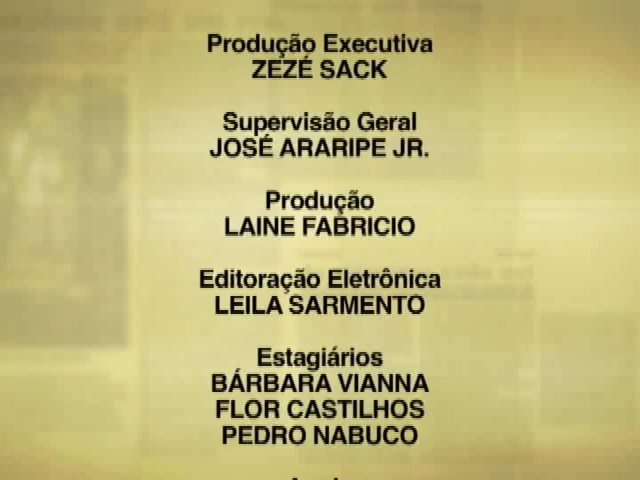 Produção Executiva
ZEZÉ SACK
Supervisão Geral
JOSÉ ARARIPE JR.
Produção
LAINE FABRICIO
Editoração Eletrônica
LEILA SARMENTO
Estagiários
BÁRBARA VIANNA
FLOR CASTILHOS
PEDRO NABUCO